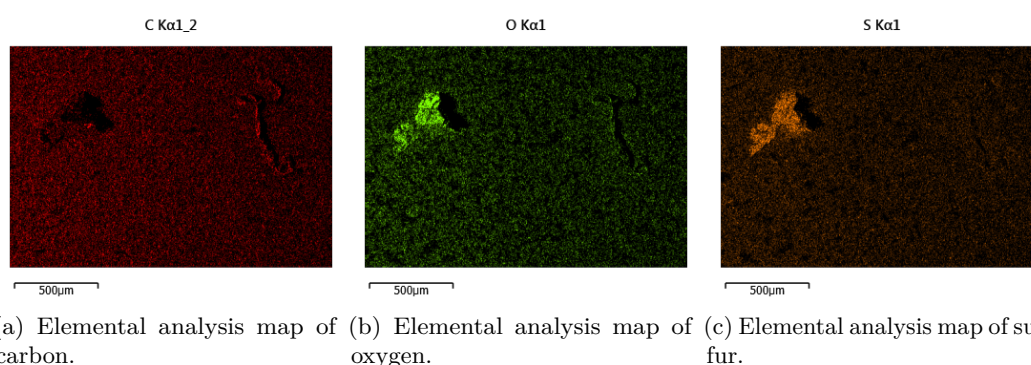 C Kα1_2
O Kα1
S Kα1
500µm
500µm
500µm
a) Elemental analysis map of carbon.
(b) Elemental analysis map of oxygen.
(c) Elemental analysis map of su
fur.